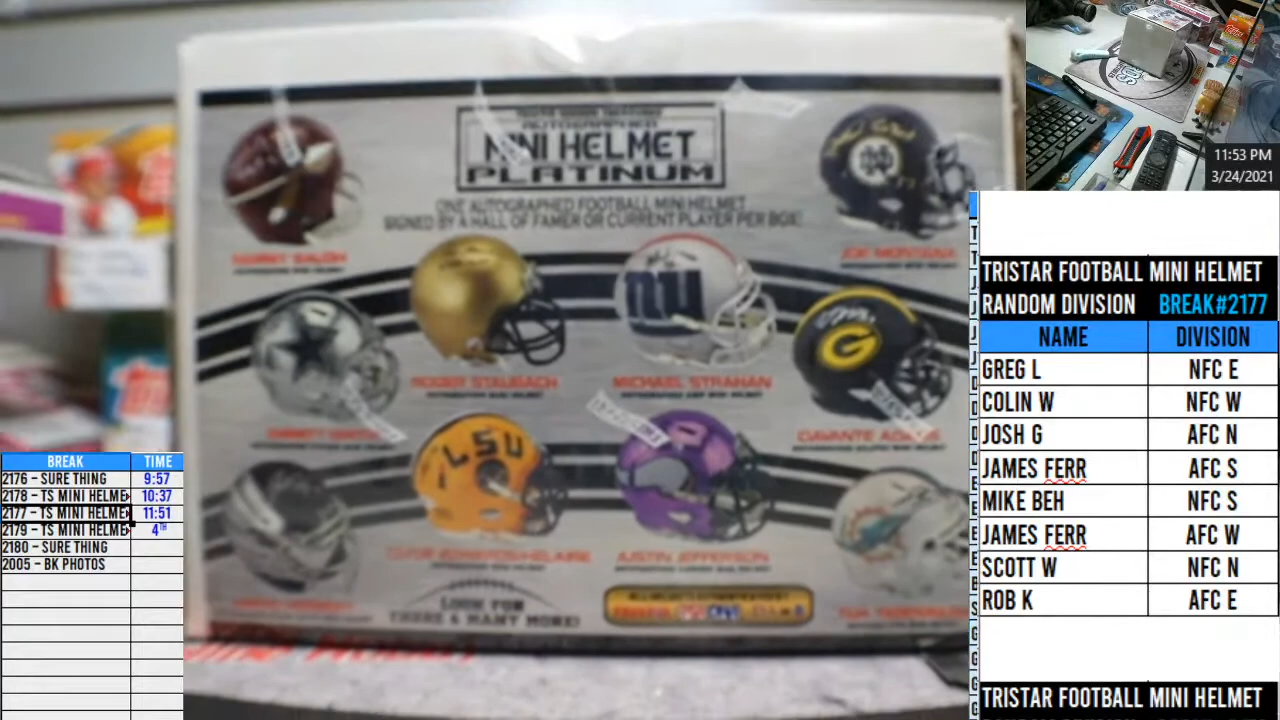 MINI HELMET
PLATINUM
ONE AUTOGRAPHED FOOTBALL MINI HELMET
SIGNED BY A HALL OF FAMER OR CURRENT PLAYER PER BOX!
JOE MONTANA
ROGER STAUBACH
MICHAEL STRAHAN
DAVANTE ADAMS
LSU
JUSTIN JEFFERSON
LOOK FOR
THESE & MANY MORE!
11:53 PM
3/24/2021
TRISTAR FOOTBALL MINI HELMET
RANDOM DIVISION BREAK#2177
NAME DIVISION
GREG L NFC E
COLIN W NFC W
JOSH G AFC N
JAMES FERR AFC S
MIKE BEH NFC S
JAMES FERR AFC W
SCOTT W NFC N
ROB K AFC E
TRISTAR FOOTBALL MINI HELMET
BREAK TIME
2176 – SURE THING 9:57
2178 – TS MINI HELME 10:37
2177 – TS MINI HELME 11:51
2179 – TS MINI HELME 4TH
2180 – SURE THING
2005 – BK PHOTOS